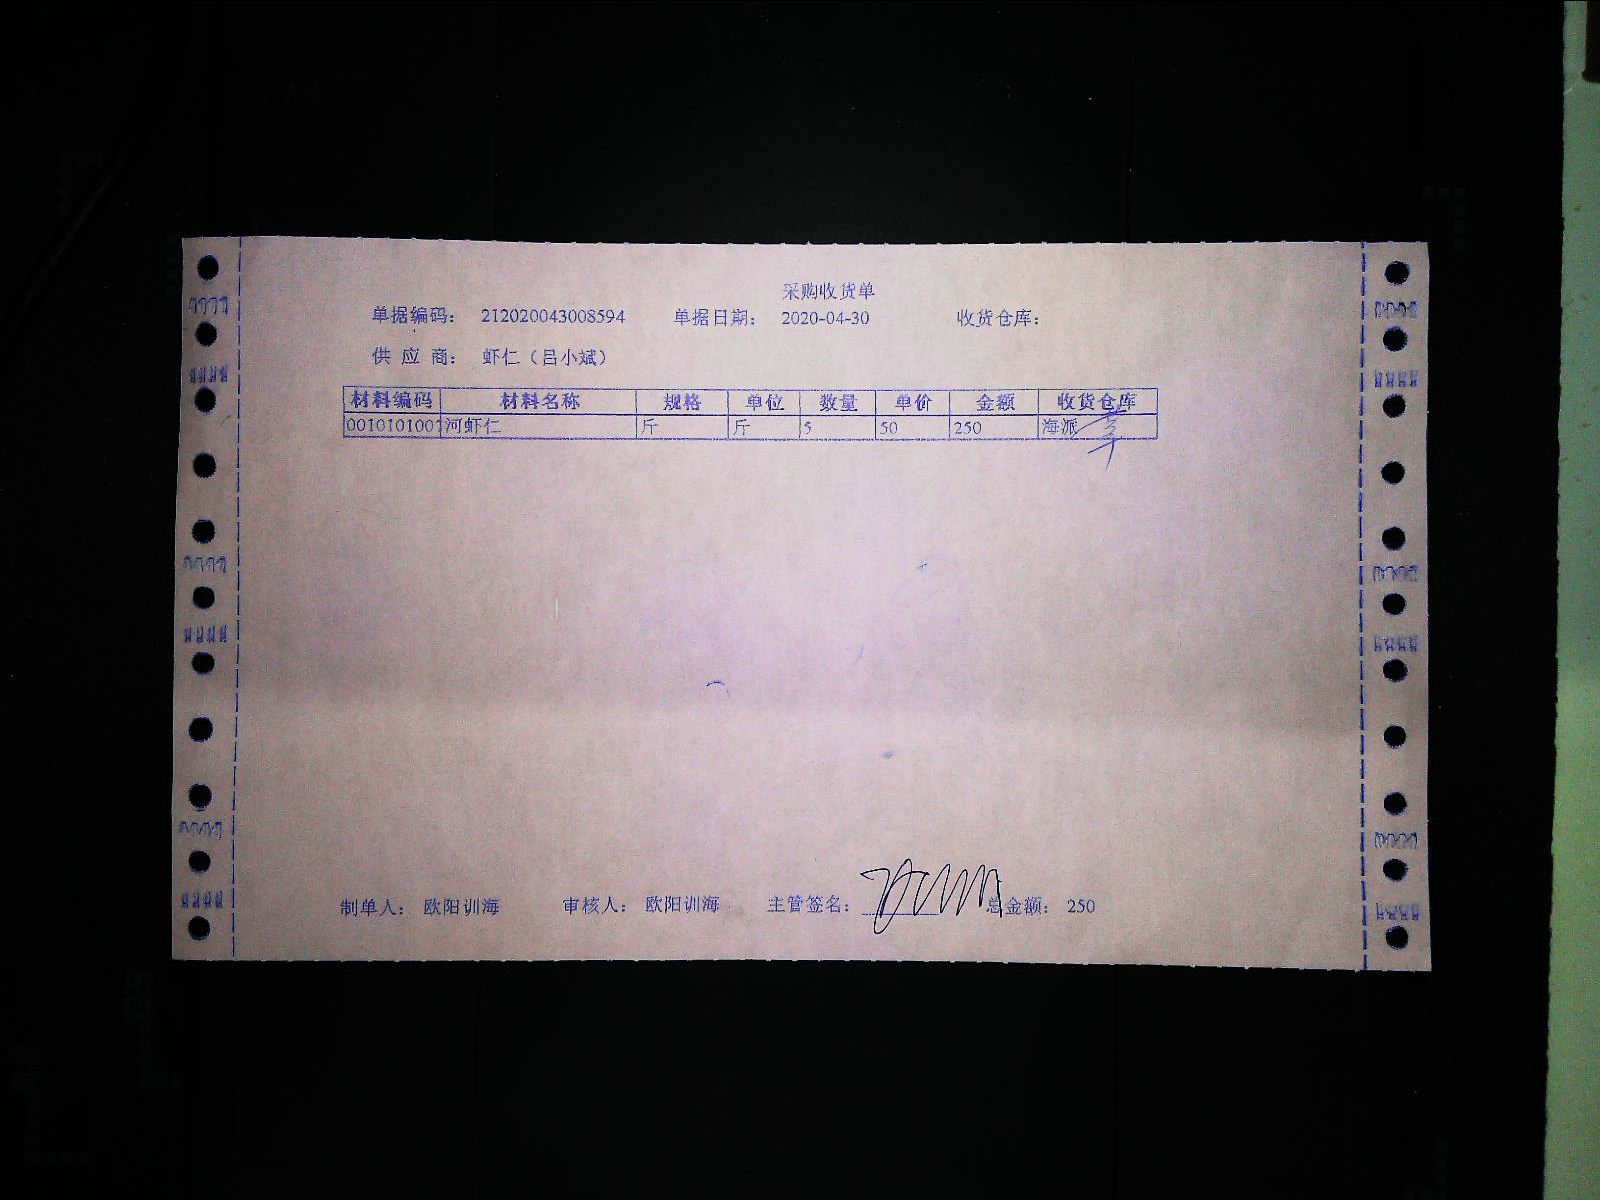 采购收货单
单据编码: 212020043008594 单据日期: 2020-04-30 收货仓库:
供 应 商: 虾仁（吕小斌）
材料编码 材料名称 规格 单位 数量 单价 金额 收货仓库
0010101001 河虾仁 斤 斤 5 50 250 海派
制单人: 欧阳训海 审核人: 欧阳训海 主管签名: 总金额: 250